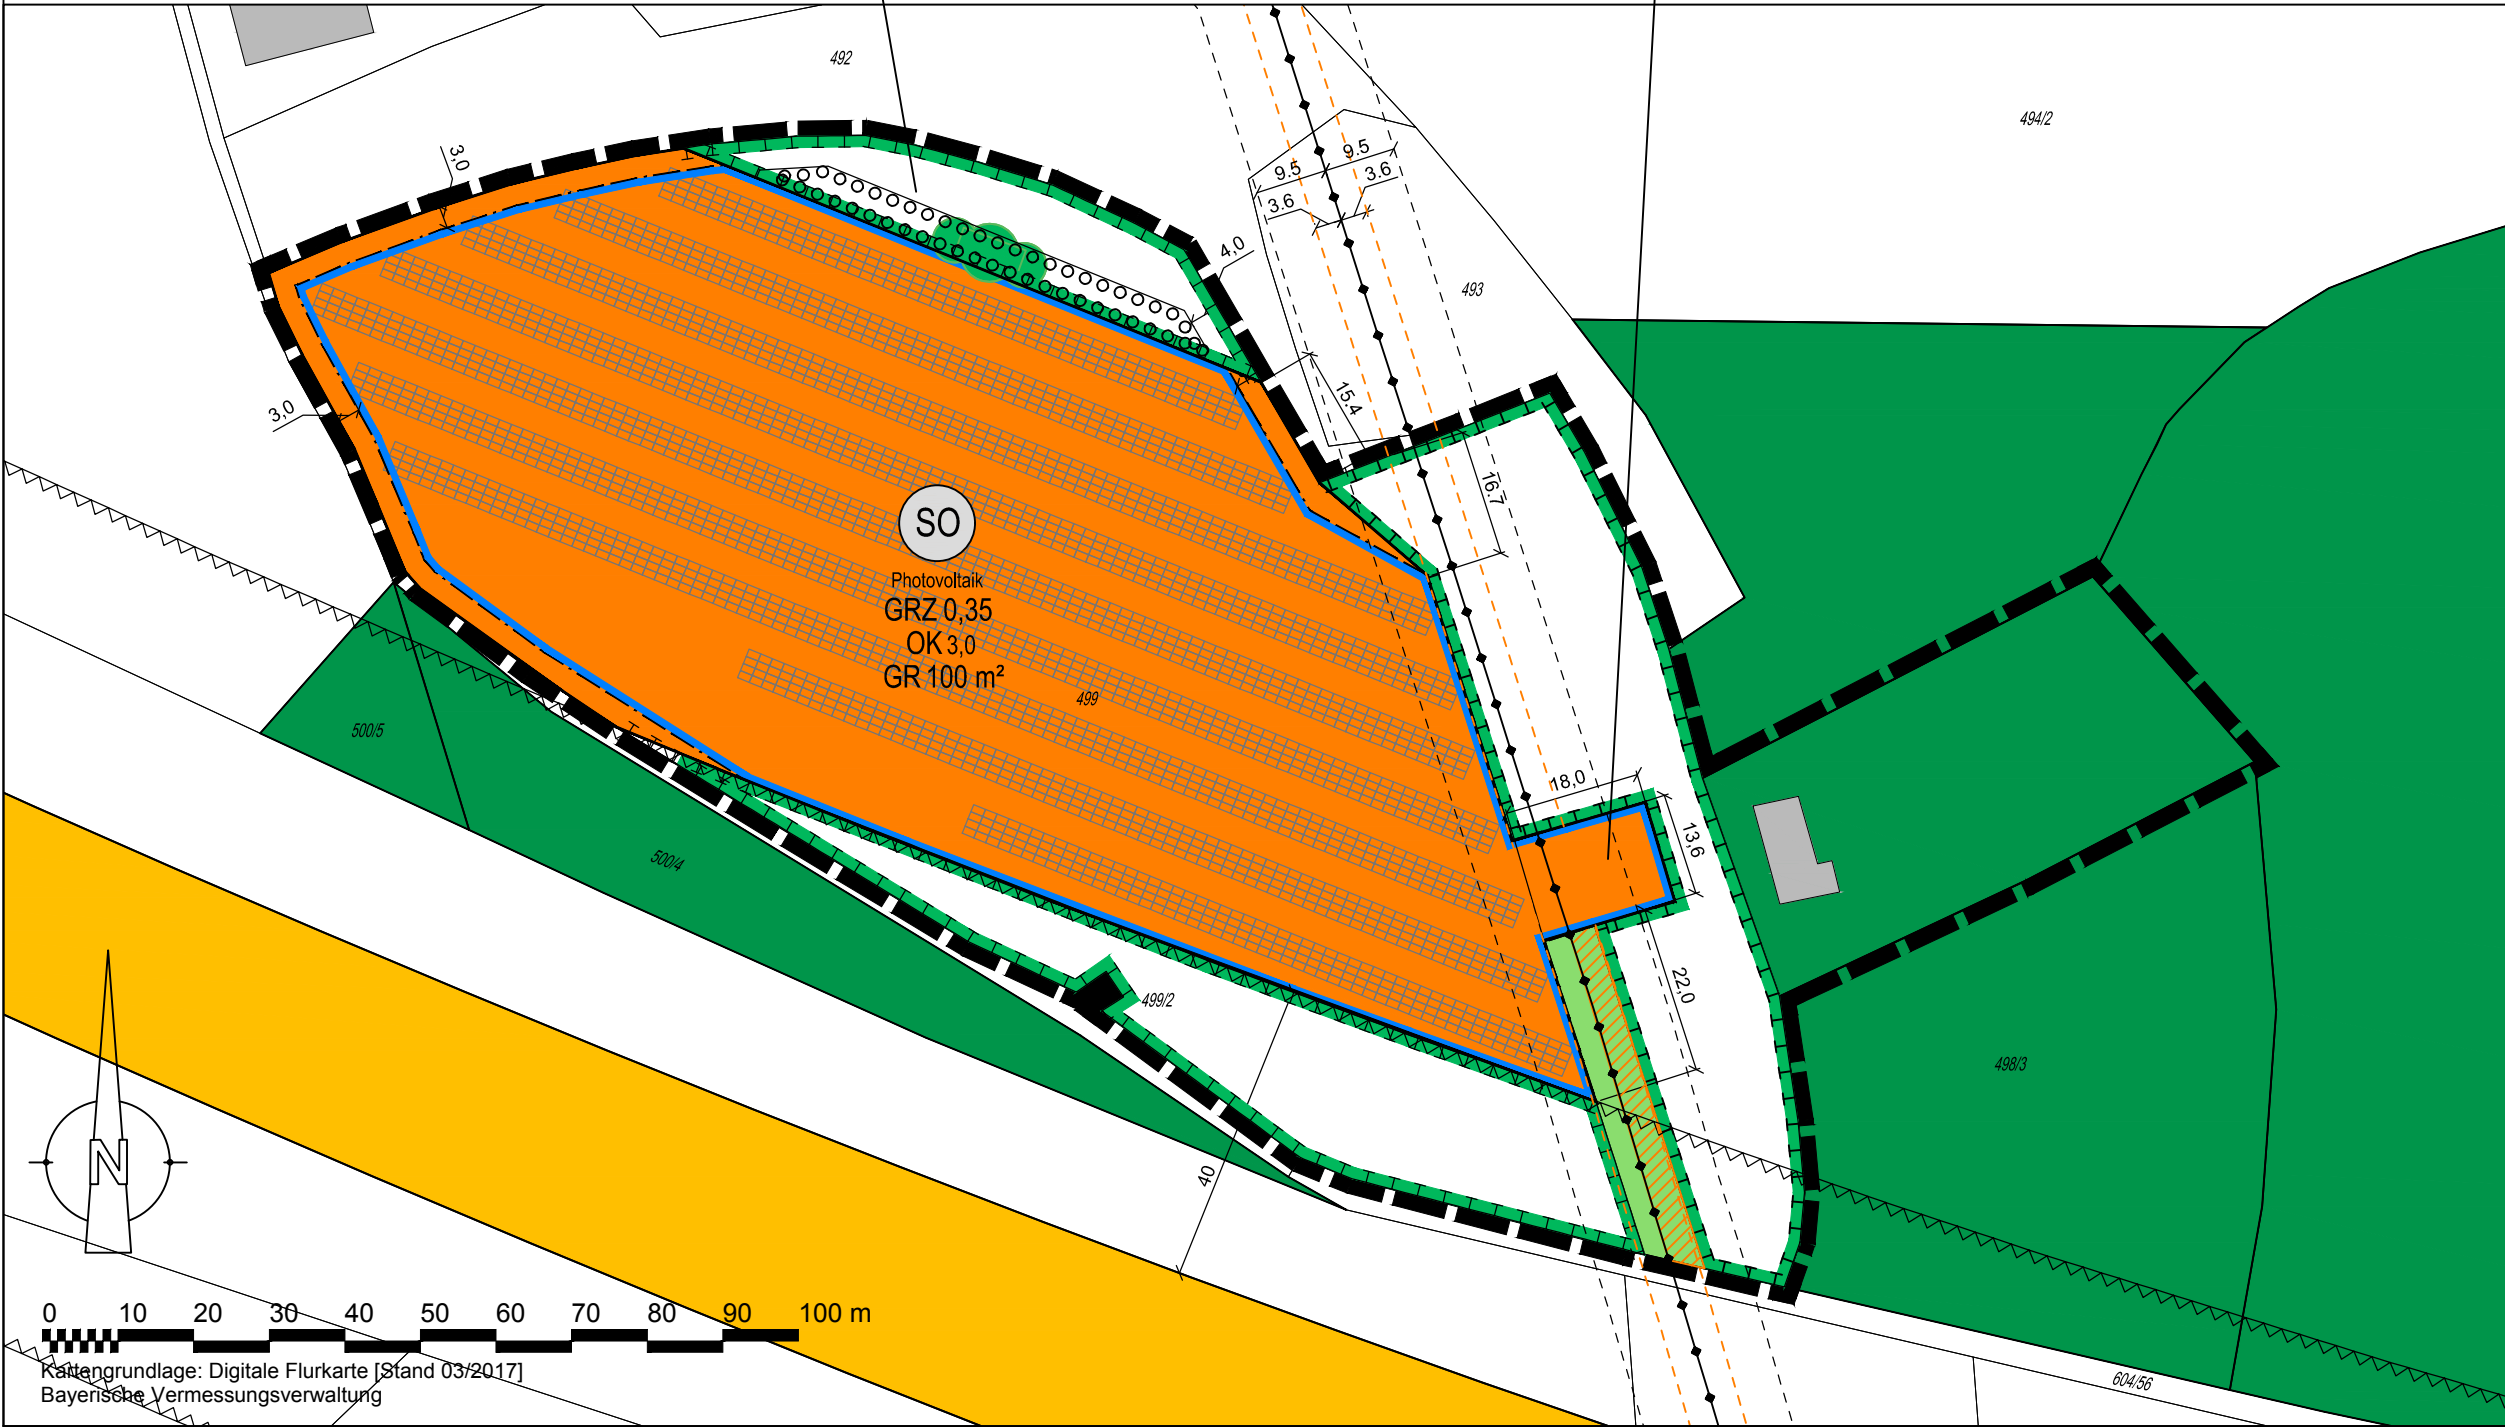 492
494/2
3,0
9.5
9.5
3.6
3.6
4,0
493
15.4
3,0
16.7
SO
Photovoltaik
GRZ 0,35
OK 3,0
GR 100 m²
499
500/5
18,0
13,6
500/4
22,0
499/2
498/3
40
N
0 10 20 30 40 50 60 70 80 90 100 m
Kartengrundlage: Digitale Flurkarte [Stand 03/2017]
Bayerische Vermessungsverwaltung
604/56